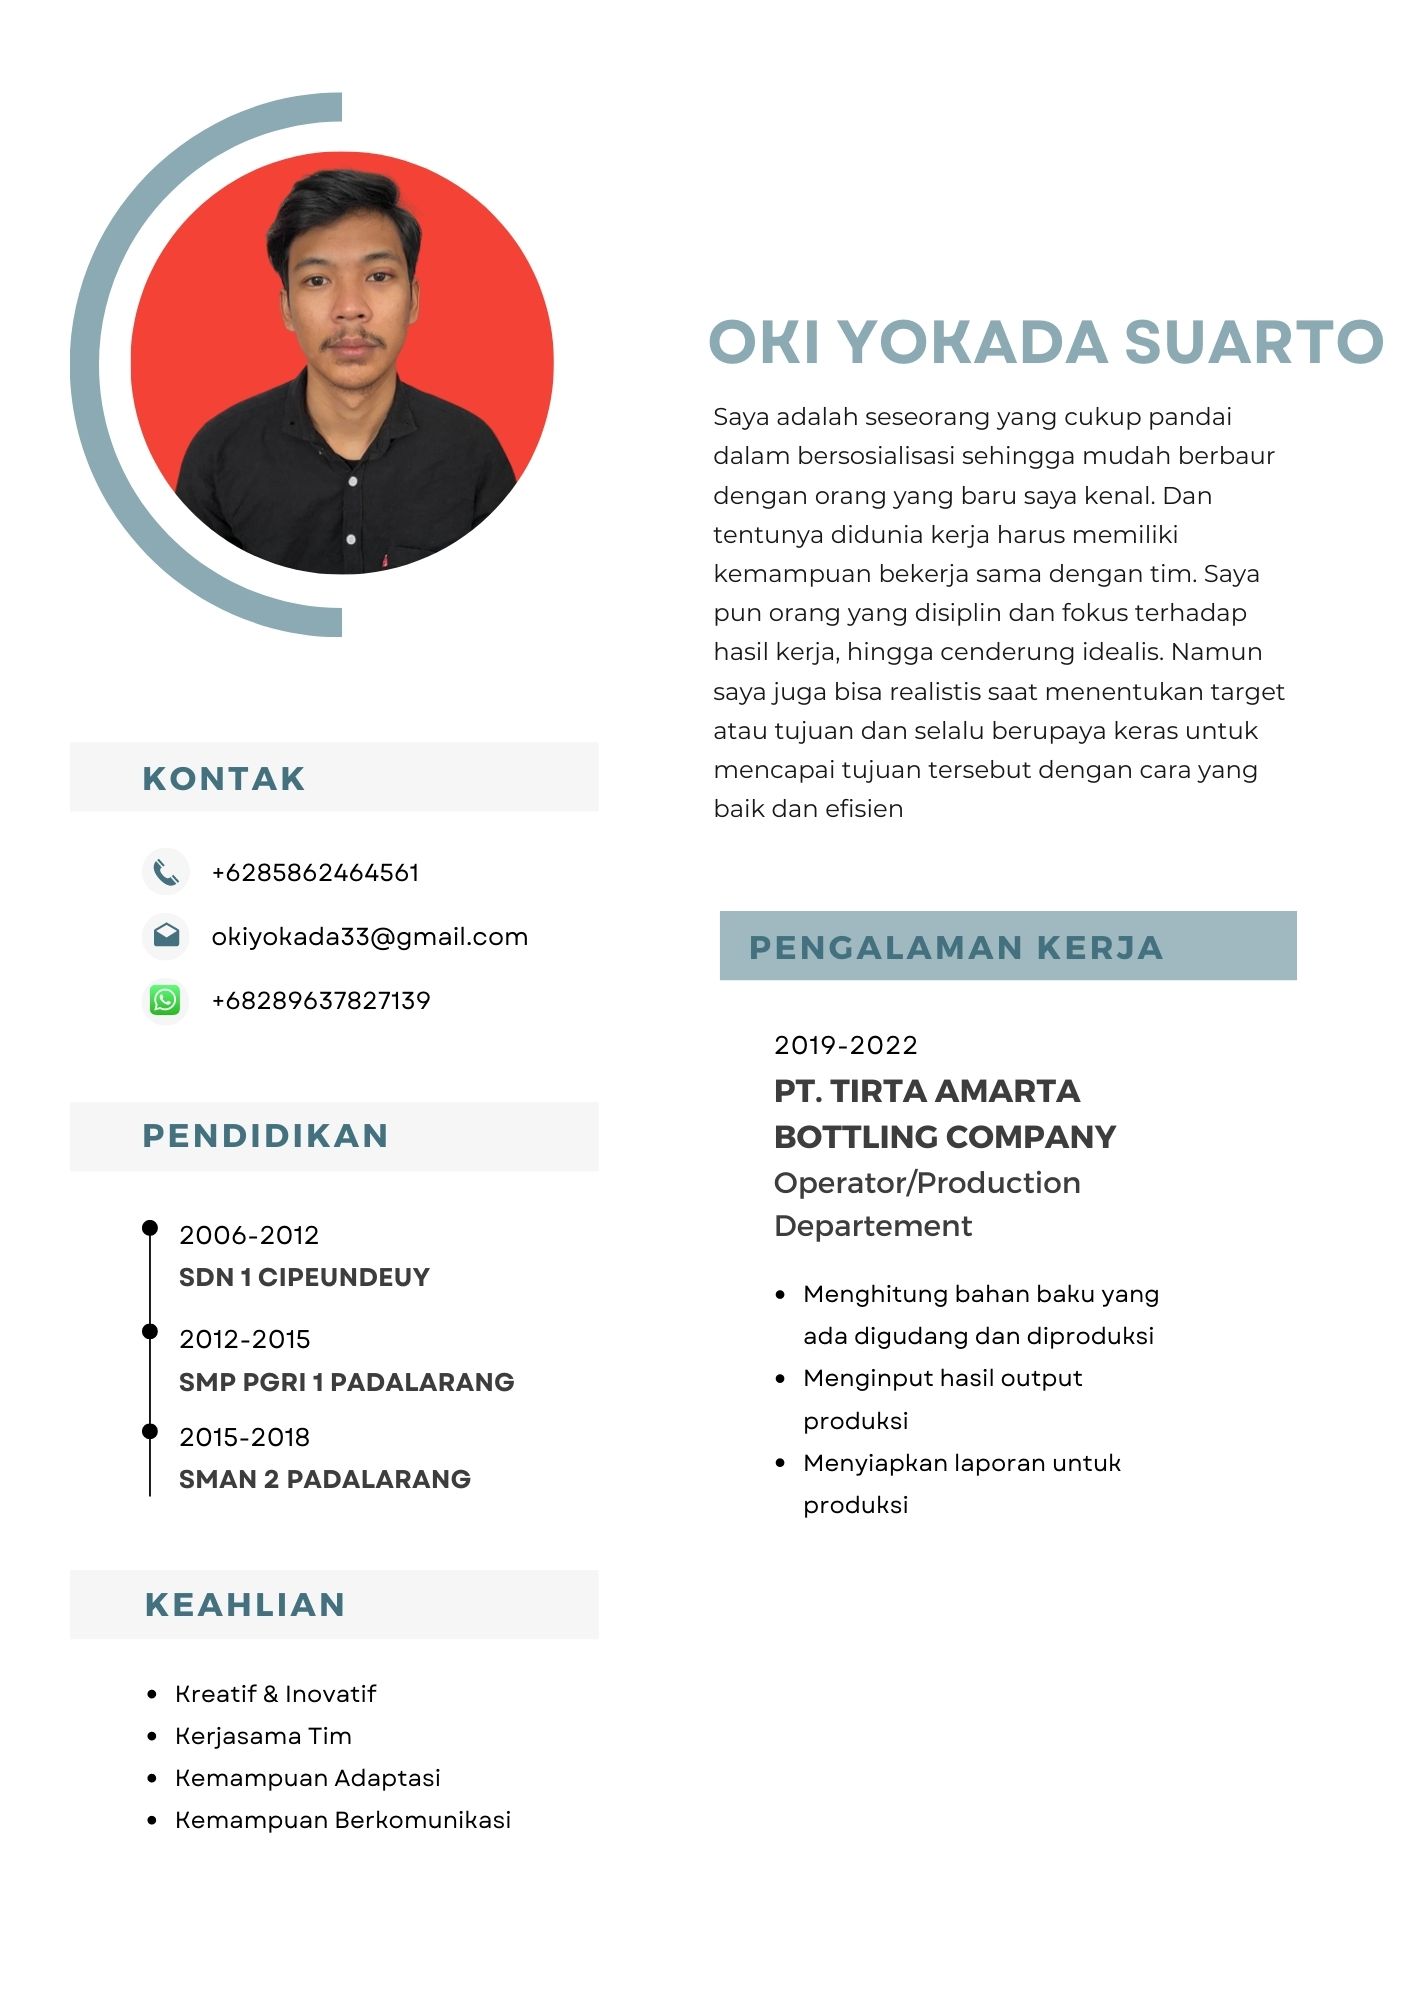 OKI YOKADA SUARTO
Saya adalah seseorang yang cukup pandai
dalam bersosialisasi sehingga mudah berbaur
dengan orang yang baru saya kenal. Dan
tentunya didunia kerja harus memiliki
kemampuan bekerja sama dengan tim. Saya
pun orang yang disiplin dan fokus terhadap
hasil kerja, hingga cenderung idealis. Namun
saya juga bisa realistis saat menentukan target
atau tujuan dan selalu berupaya keras untuk
mencapai tujuan tersebut dengan cara yang
baik dan efisien
KONTAK
+6285862464561
okiyokada33@gmail.com
+68289637827139
PENDIDIKAN
2006-2012
SDN 1 CIPEUNDEUY
2012-2015
SMP PGRI 1 PADALARANG
2015-2018
SMAN 2 PADALARANG
KEAHLIAN
• Kreatif & Inovatif
• Kerjasama Tim
• Kemampuan Adaptasi
• Kemampuan Berkomunikasi
PENGALAMAN KERJA
2019-2022
PT. TIRTA AMARTA
BOTTLING COMPANY
Operator/Production
Departement
• Menghitung bahan baku yang
ada digudang dan diproduksi
• Menginput hasil output
produksi
• Menyiapkan laporan untuk
produksi